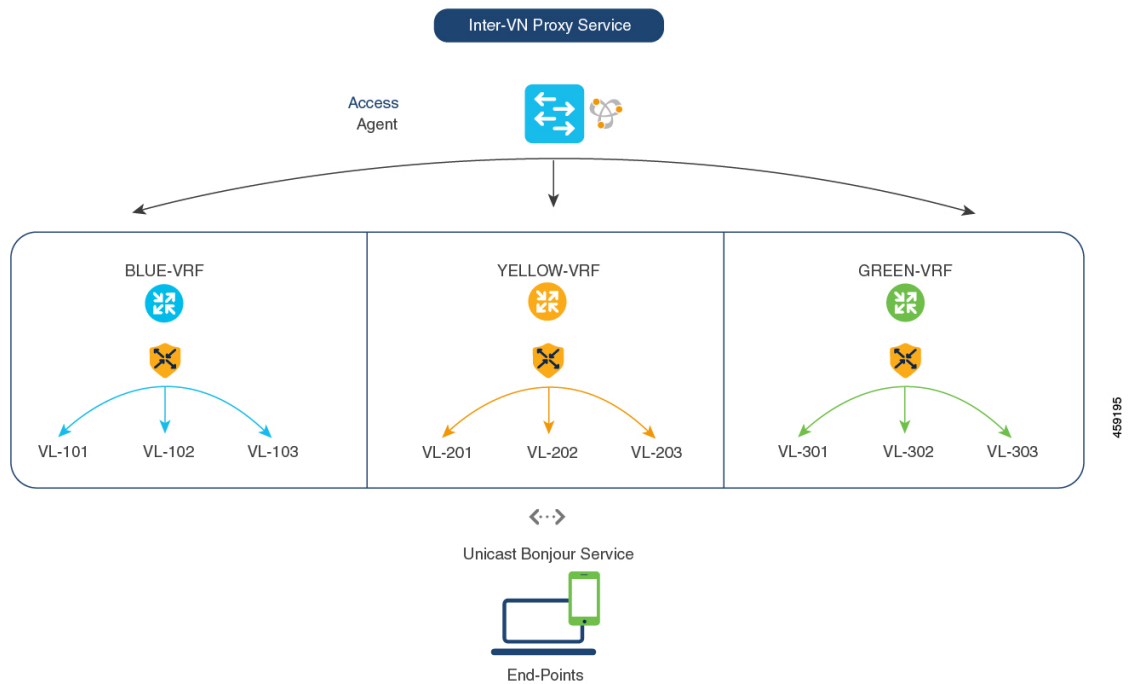 Inter-VN Proxy Service
Access
Agent
BLUE-VRF
YELLOW-VRF
GREEN-VRF
VL-101
VL-102
VL-103
VL-201
VL-202
VL-203
VL-301
VL-302
VL-303
459195
Unicast Bonjour Service
End-Points